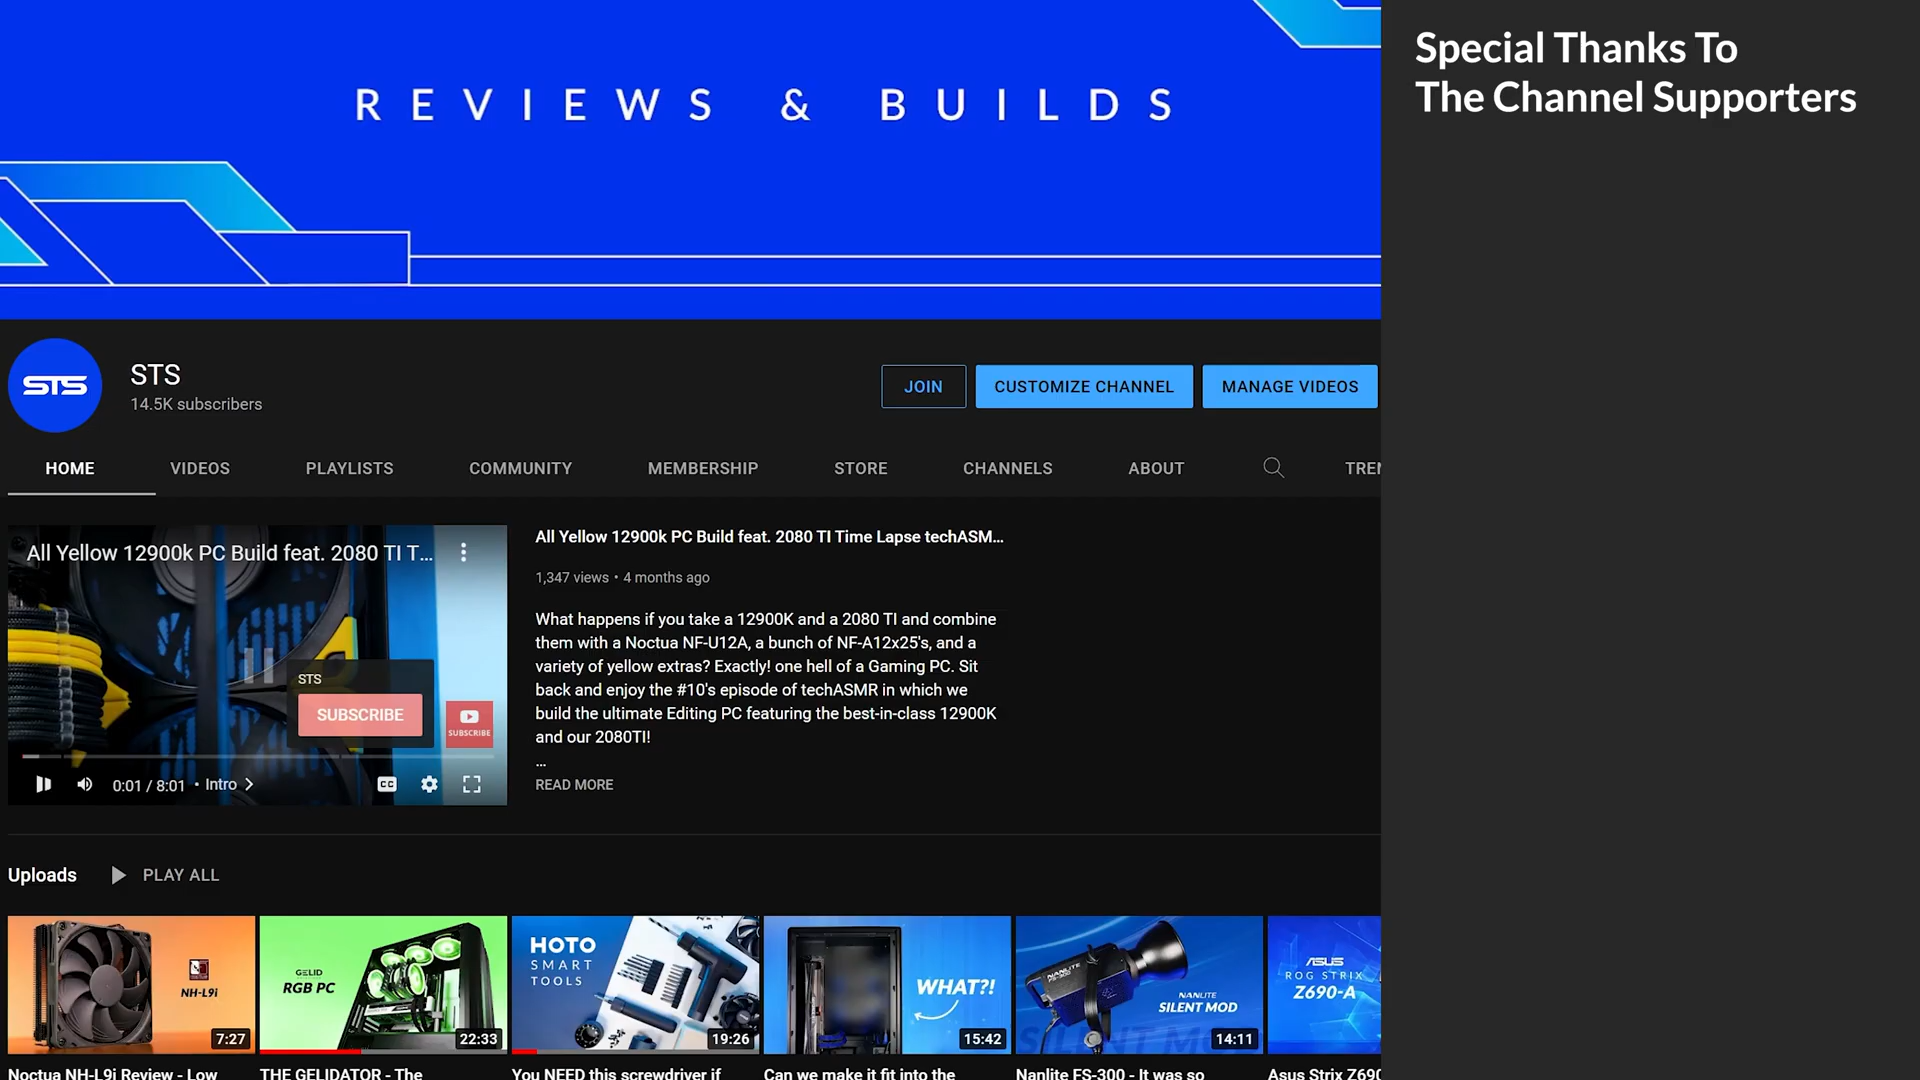 REVIEWS & BUILDS
Special Thanks To
The Channel Supporters
STS
STS
14.5K subscribers
JOIN
CUSTOMIZE CHANNEL
MANAGE VIDEOS
HOME
VIDEOS
PLAYLISTS
COMMUNITY
MEMBERSHIP
STORE
CHANNELS
ABOUT
TREN
All Yellow 12900k PC Build feat. 2080 TI T...
STS
SUBSCRIBE
SUBSCRIBE
0:01 / 8:01 • Intro
CC
All Yellow 12900k PC Build feat. 2080 TI Time Lapse techASM...
1,347 views • 4 months ago
What happens if you take a 12900K and a 2080 TI and combine
them with a Noctua NF-U12A, a bunch of NF-A12x25's, and a
variety of yellow extras? Exactly! one hell of a Gaming PC. Sit
back and enjoy the #10's episode of techASMR in which we
build the ultimate Editing PC featuring the best-in-class 12900K
and our 2080TI!
...
READ MORE
Uploads
PLAY ALL
NH-L9i
7:27
GELID
RGB PC
22:33
HOTO
SMART
TOOLS
19:26
WHAT?!
15:42
NANLITE
NANLITE
SILENT MOD
14:11
ASUS
ROG STRIX
Z690-A
Noctua NH-L9i Review - Low
THE GELIDATOR - The
You NEED this screwdriver if
Can we make it fit into the
Nanlite FS-300 - It was so
Asus Strix Z690